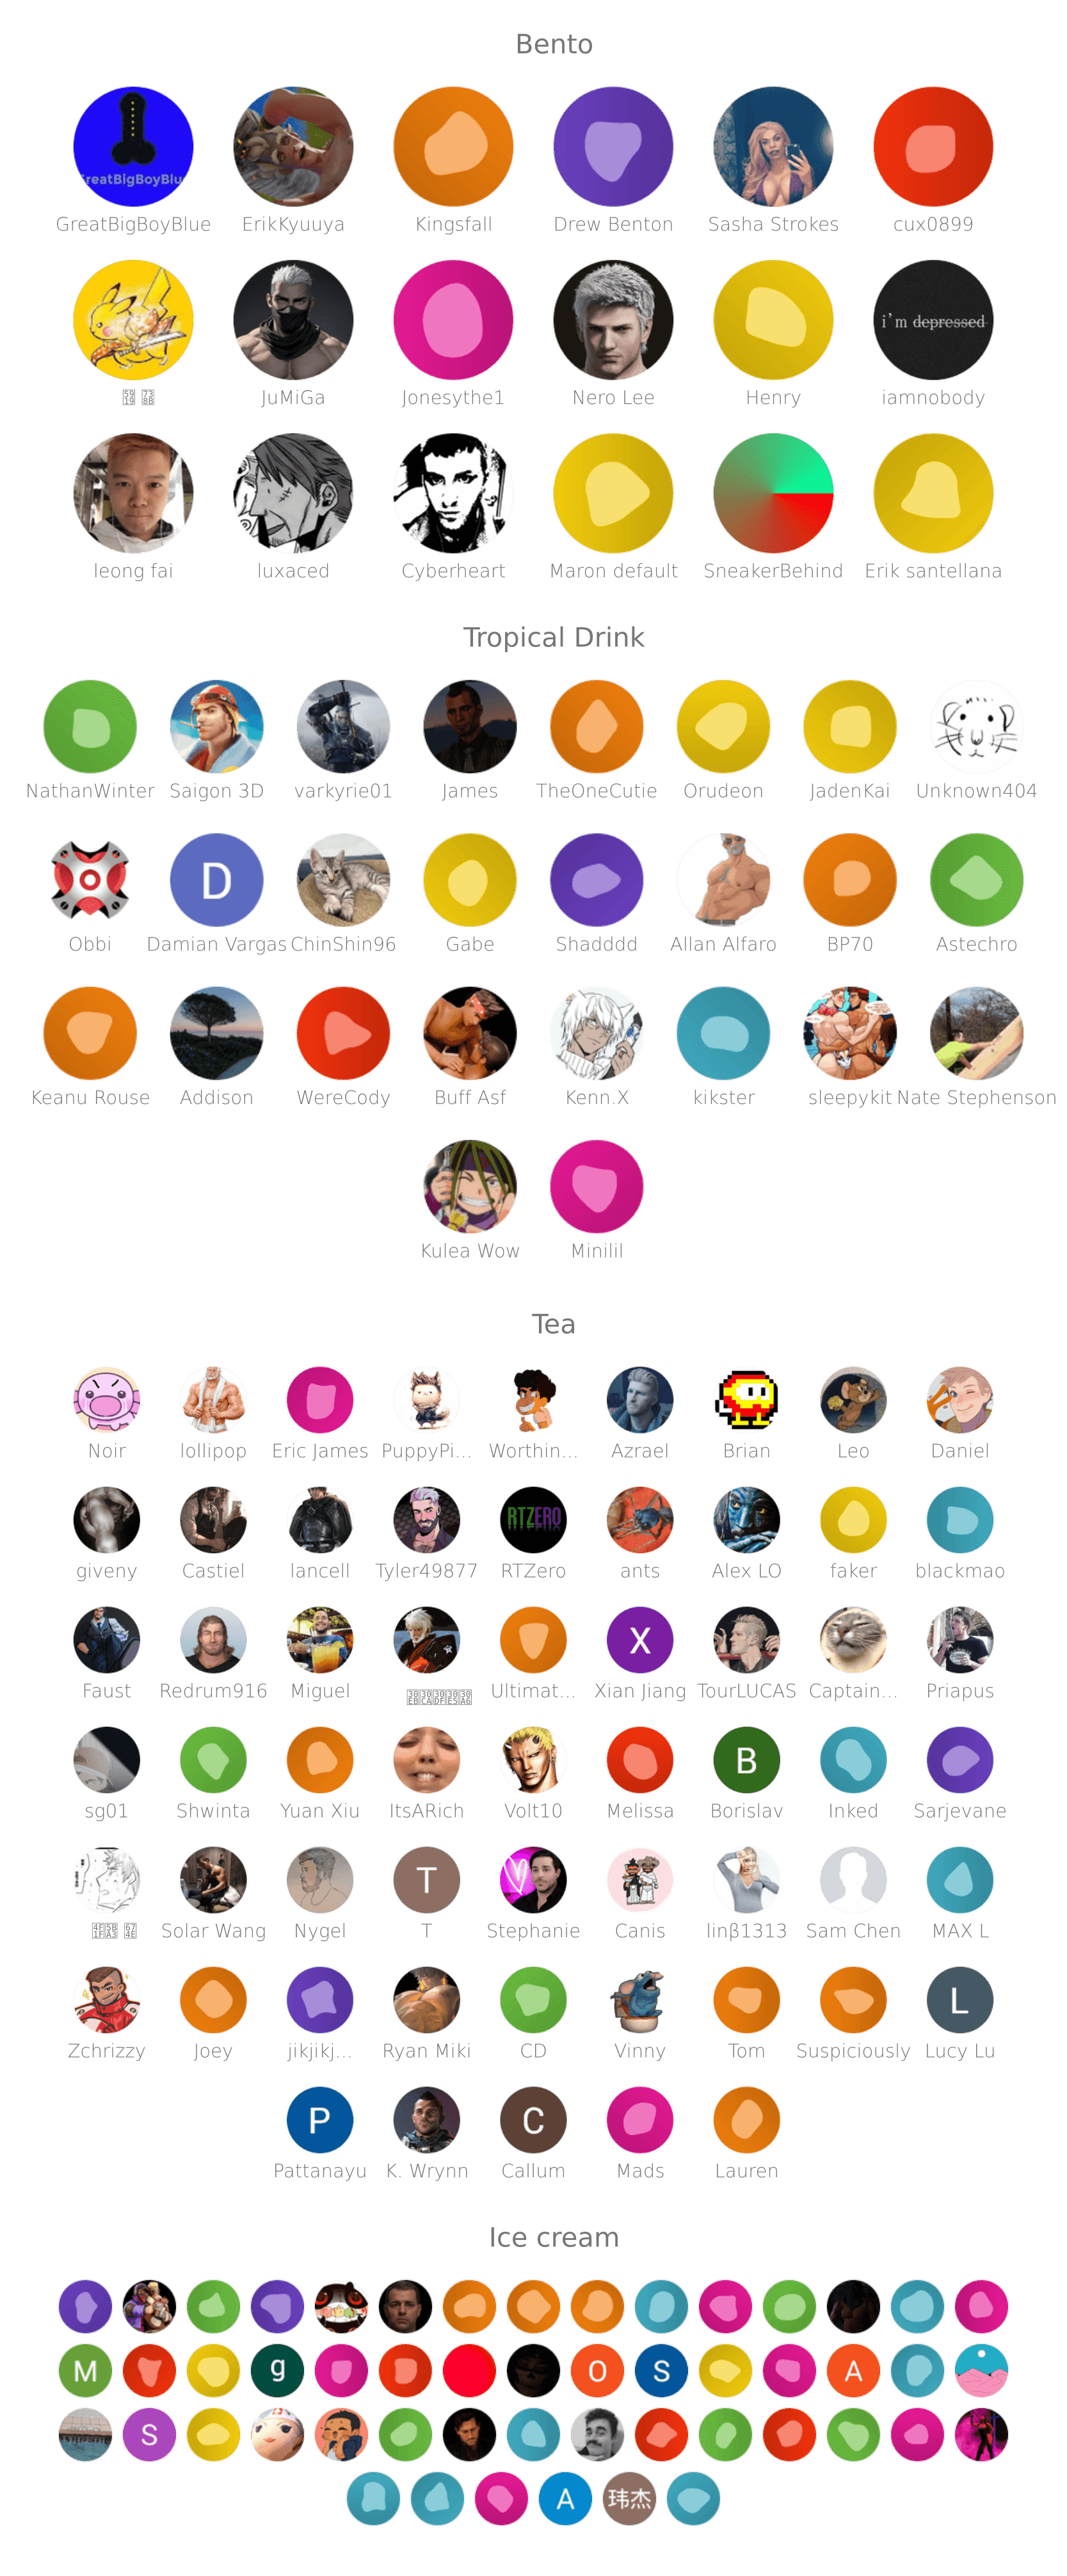 Bento
GreatBigBoyBlu
GreatBigBoyBlue ErikKyuuya Kingsfall Drew Benton Sasha Strokes cux0899
i'm depressed
JuMiGa Jonesythe1 Nero Lee Henry iamnobody
leong fai luxaced Cyberheart Maron default SneakerBehind Erik santellana
Tropical Drink
NathanWinter Saigon 3D varkyrie01 James TheOneCutie Orudeon JadenKai Unknown404
D
Obbi Damian Vargas ChinShin96 Gabe Shadddd Allan Alfaro BP70 Astechro
Keanu Rouse Addison WereCody Buff Asf Kenn.X kikster sleepykit Nate Stephenson
Kulea Wow Minilil
Tea
Noir lollipop Eric James PuppyPi... Worthin... Azrael Brian Leo Daniel
RTZERO
giveny Castiel lancell Tyler49877 RTZero ants Alex LO faker blackmao
X
Faust Redrum916 Miguel Ultimat... Xian Jiang TourLUCAS Captain... Priapus
B
sg01 Shwinta Yuan Xiu ItsARich Volt10 Melissa Borislav Inked Sarjevane
T
Solar Wang Nygel T Stephanie Canis linβ1313 Sam Chen MAX L
L
Zchrizzy Joey jikjikj... Ryan Miki CD Vinny Tom Suspiciously Lucy Lu
P C
Pattanayu K. Wrynn Callum Mads Lauren
Ice cream
M g O S A
S
A 玮杰